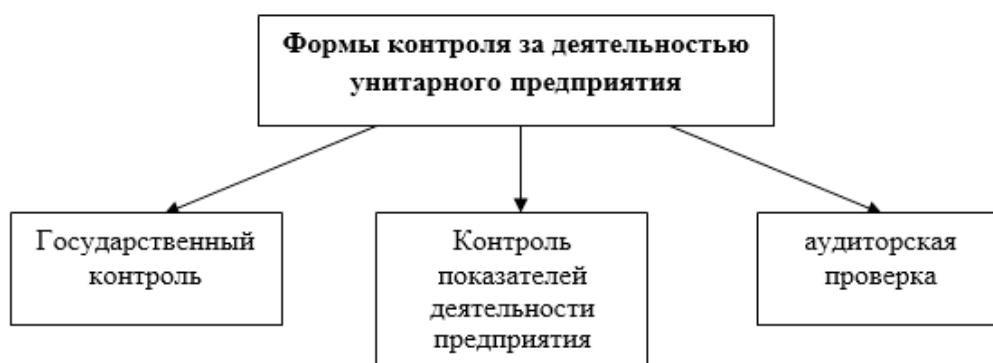 Формы контроля за деятельностью
унитарного предприятия
Государственный
контроль
Контроль
показателей
деятельности
предприятия
аудиторская
проверка